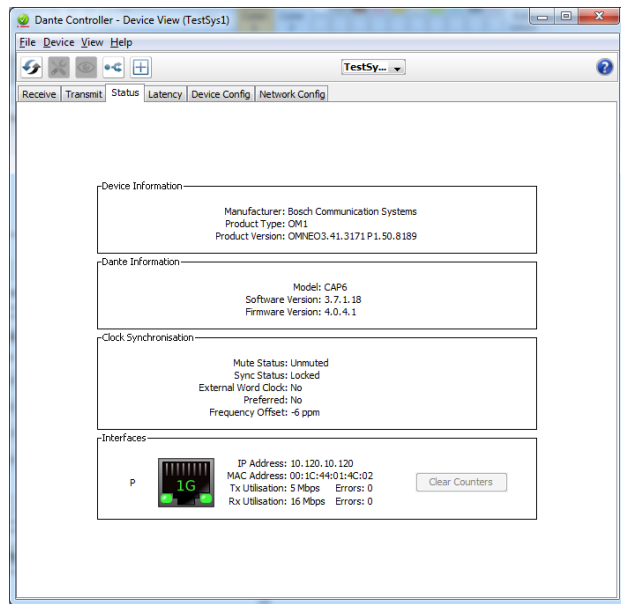 Dante Controller - Device View (TestSys1)
File Device View Help
TestSy...
Receive Transmit Status Latency Device Config Network Config
Device Information
Manufacturer: Bosch Communication Systems
Product Type: OM1
Product Version: OMNEO3.41.3171 P1.50.8189
Dante Information
Model: CAP6
Software Version: 3.7.1.18
Firmware Version: 4.0.4.1
Clock Synchronisation
Mute Status: Unmuted
Sync Status: Locked
External Word Clock: No
Preferred: No
Frequency Offset: -6 ppm
Interfaces
P
1G
IP Address: 10.120.10.120
MAC Address: 00:1C:44:01:4C:02
Tx Utilisation: 5 Mbps Errors: 0
Rx Utilisation: 16 Mbps Errors: 0
Clear Counters